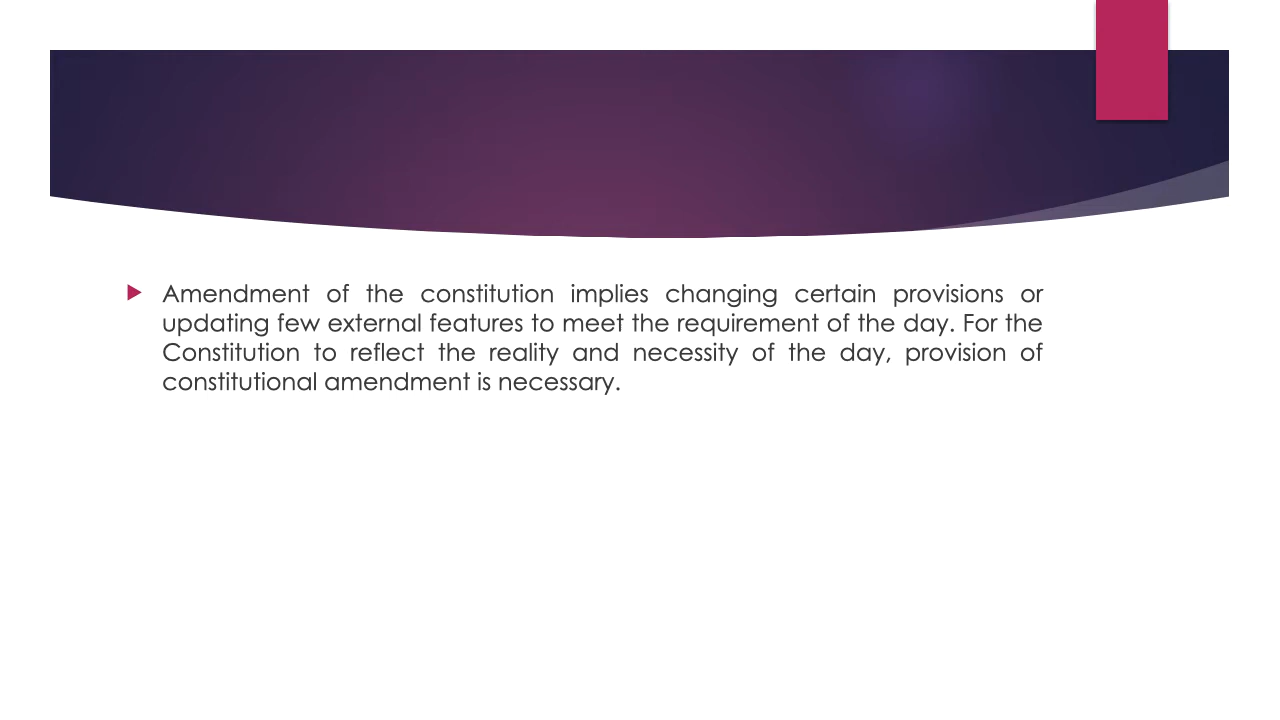 Amendment of the constitution implies changing certain provisions or
updating few external features to meet the requirement of the day. For the
Constitution to reflect the reality and necessity of the day, provision of
constitutional amendment is necessary.